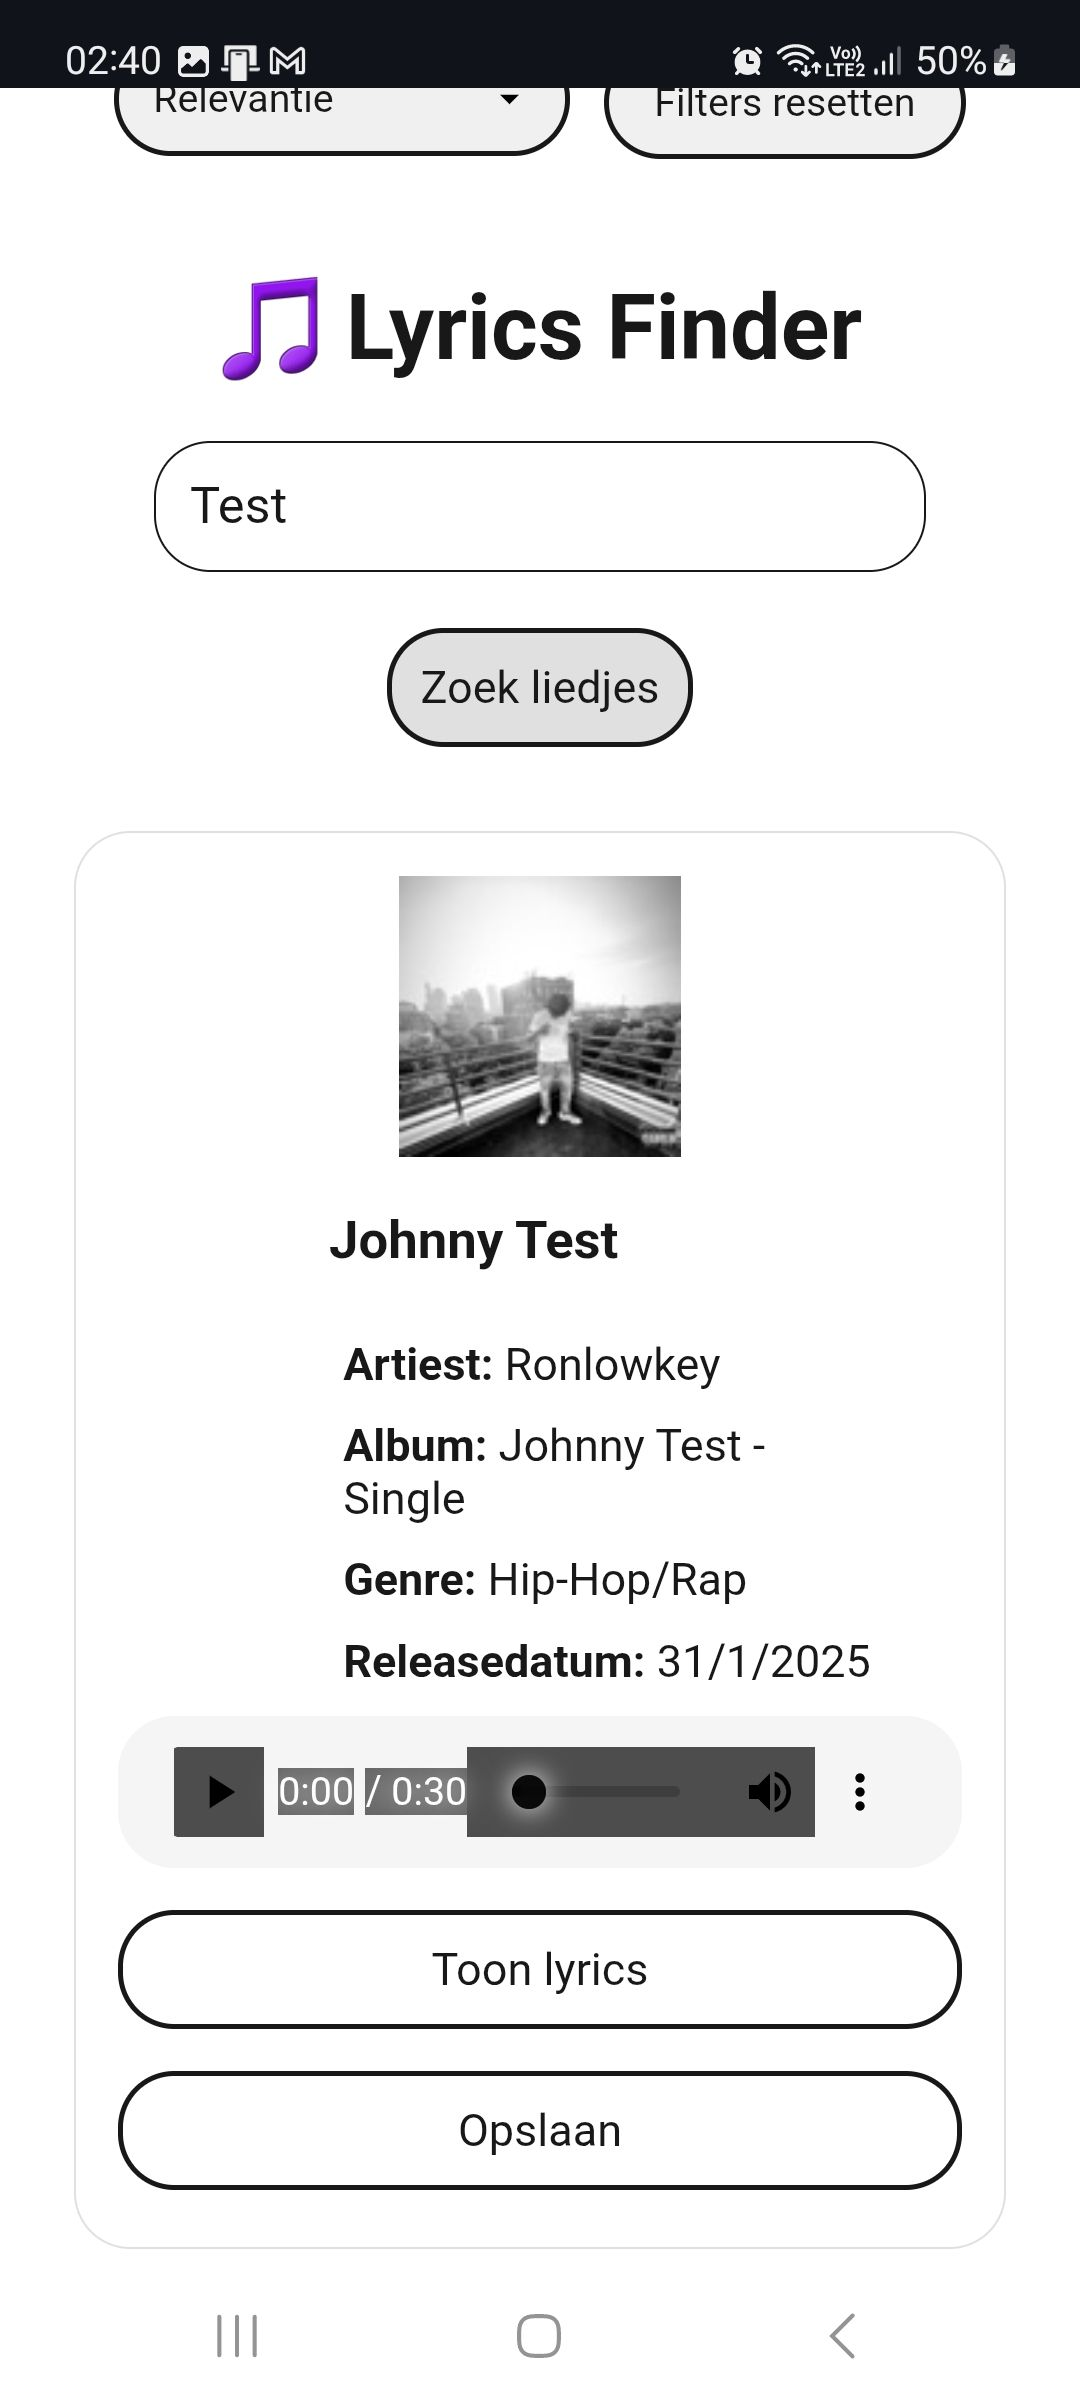 02:40 Vo)) LTE2 50%
Relevantie Filters resetten
Lyrics Finder
Test
Zoek liedjes
Johnny Test
Artiest: Ronlowkey
Album: Johnny Test -
Single
Genre: Hip-Hop/Rap
Releasedatum: 31/1/2025
0:00 / 0:30
Toon lyrics
Opslaan